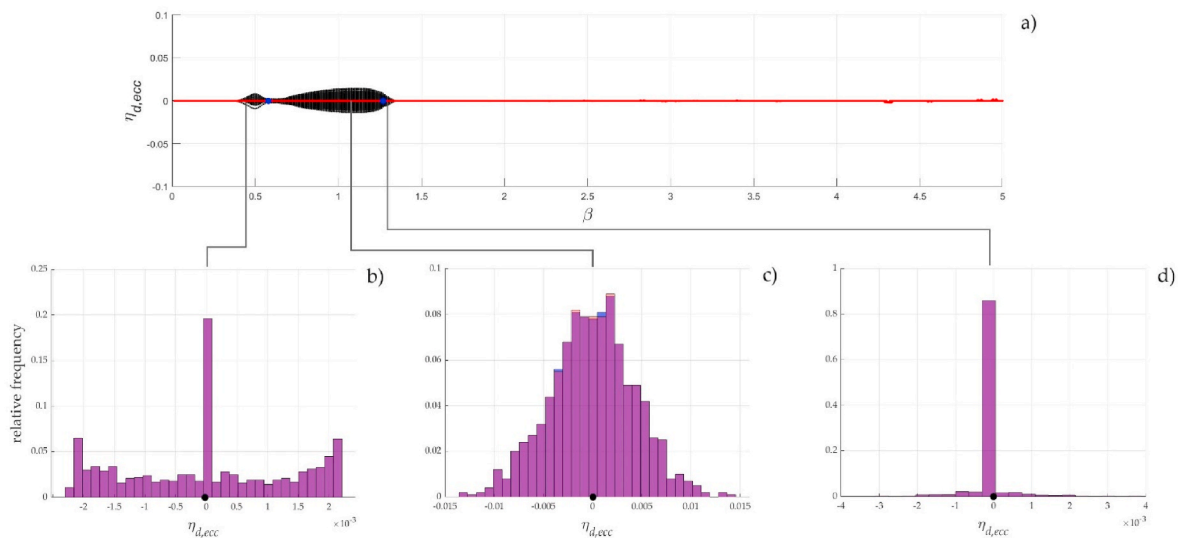 a)
0.1
0.05
0
-0.05
-0.1
η_{d,ecc}
0 0.5 1 1.5 2 2.5 3 3.5 4 4.5 5
β
b)
0.25
0.2
0.15
0.1
0.05
0
relative frequency
-2 -1.5 -1 -0.5 0 0.5 1 1.5 2
×10⁻³
η_{d,ecc}
c)
0.1
0.08
0.06
0.04
0.02
0
-0.015 -0.01 -0.005 0 0.005 0.01 0.015
η_{d,ecc}
d)
1
0.8
0.6
0.4
0.2
0
-4 -3 -2 -1 0 1 2 3 4
×10⁻³
η_{d,ecc}